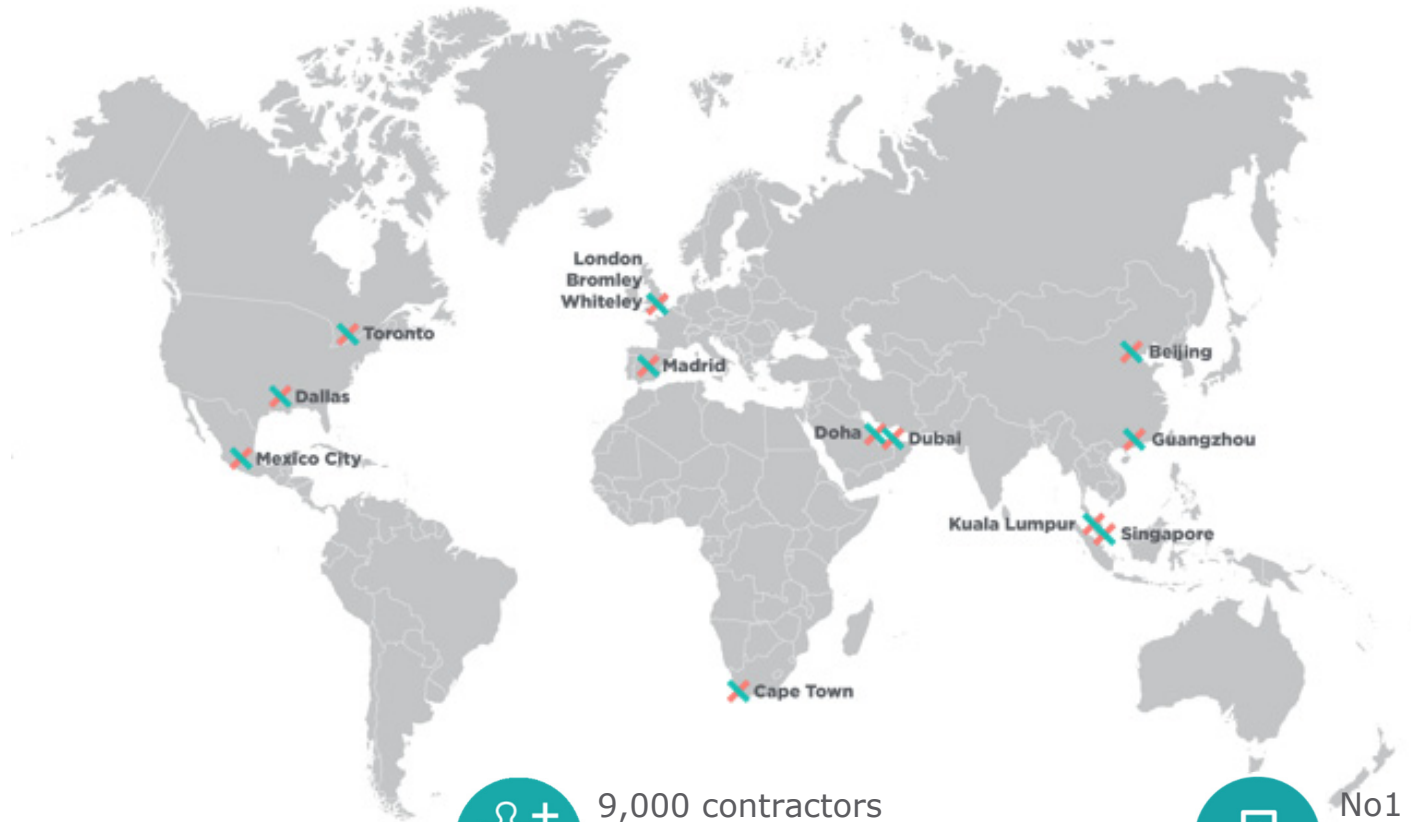 London
Bromley
Whiteley
Toronto
Madrid
Beijing
Dallas
Doha
Dubai
Guangzhou
Mexico City
Kuala Lumpur
Singapore
Cape Town
9,000 contractors
No1